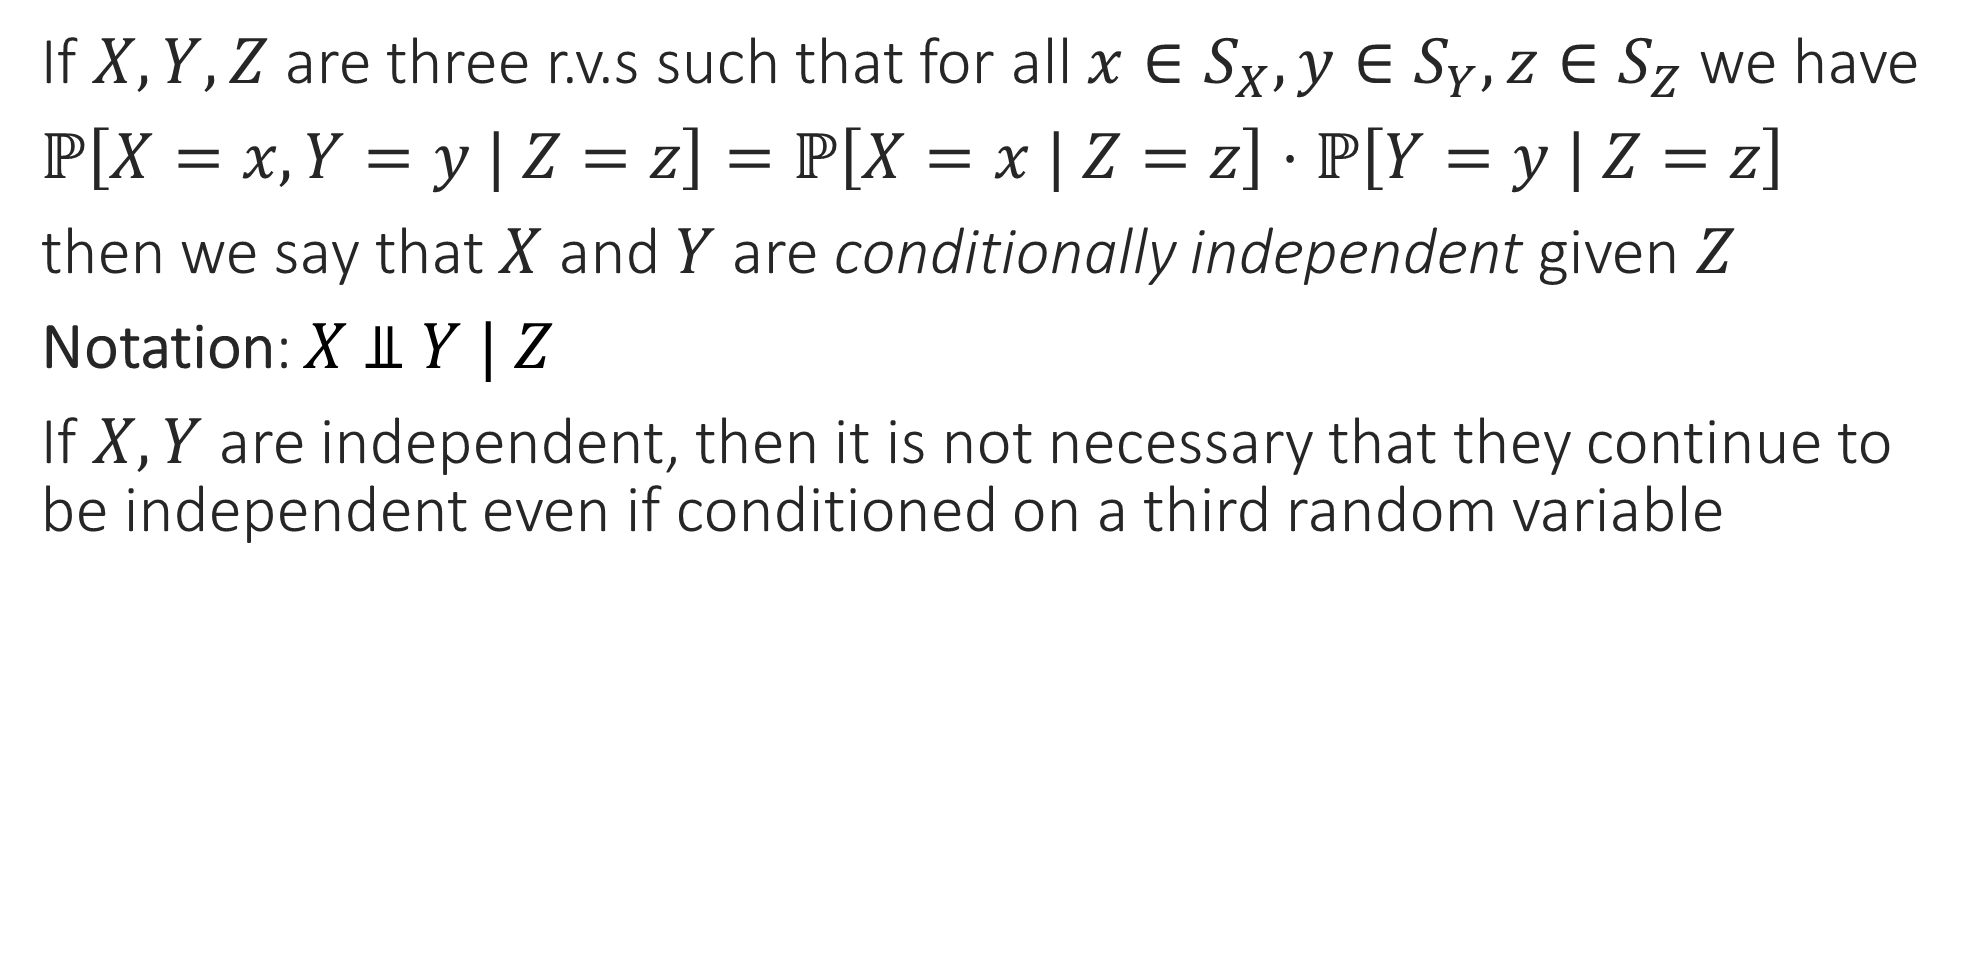 If X, Y, Z are three r.v.s such that for all x ∈ S_X, y ∈ S_Y, z ∈ S_Z we have
ℙ[X = x, Y = y | Z = z] = ℙ[X = x | Z = z] · ℙ[Y = y | Z = z]
then we say that X and Y are conditionally independent given Z
Notation: X ⫫ Y | Z
If X, Y are independent, then it is not necessary that they continue to
be independent even if conditioned on a third random variable